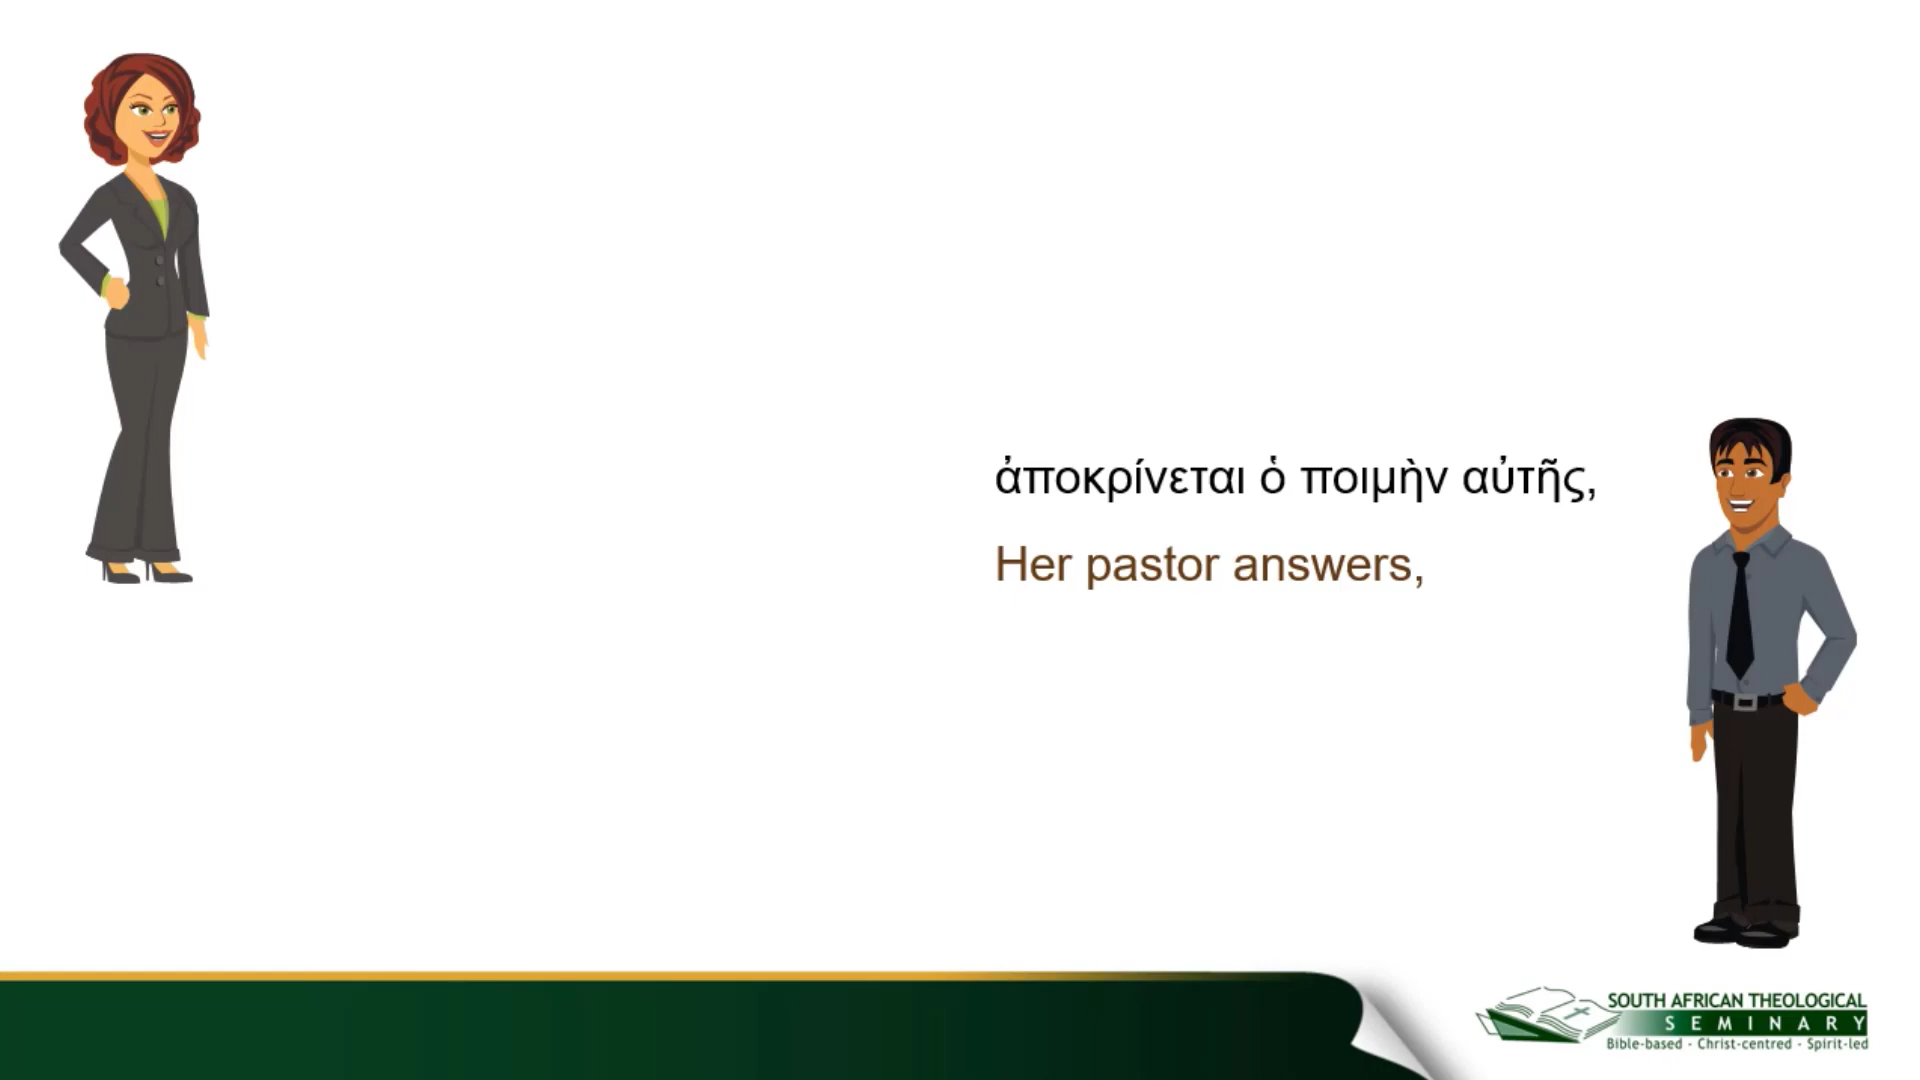 ἀποκρίνεται ὁ ποιμὴν αὐτῆς,
Her pastor answers,
SOUTH AFRICAN THEOLOGICAL
SEMINARY
Bible-based - Christ-centred - Spirit-led